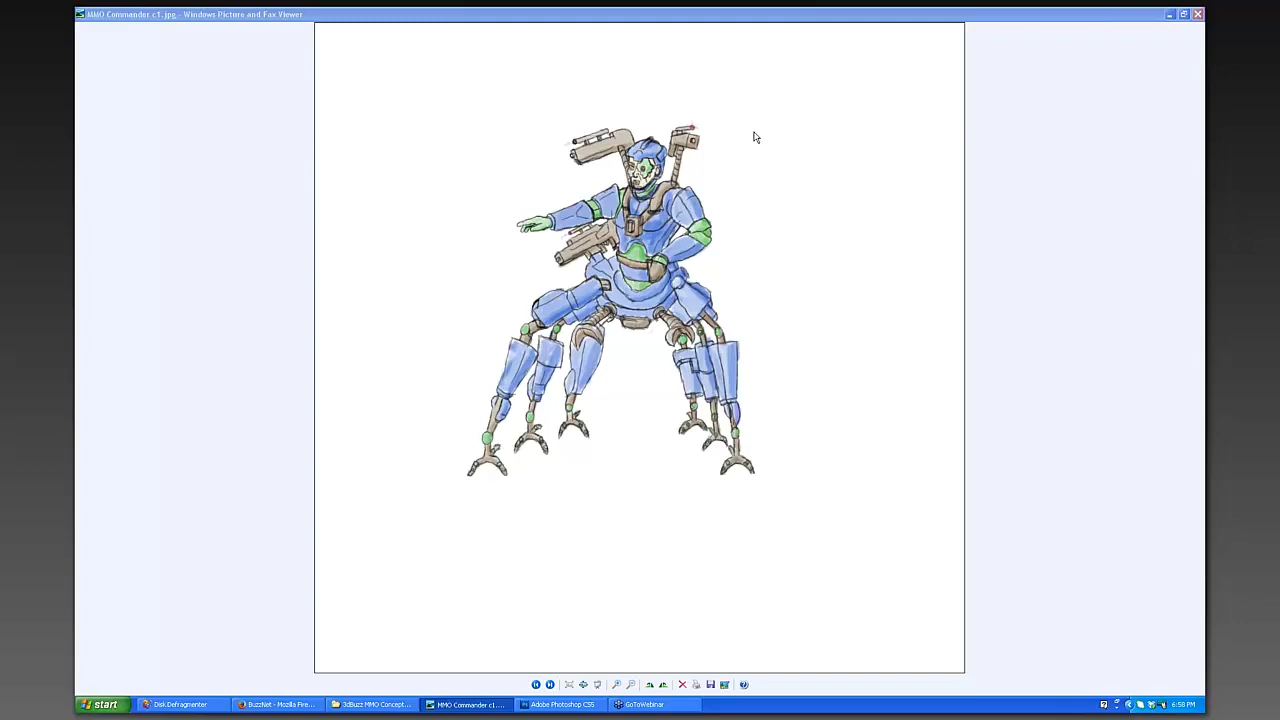 MMO Commander c1.jpg - Windows Picture and Fax Viewer
start
Disk Defragmenter
BuzzNet - Mozilla Fire...
3dBuzz MMO Concept...
MMO Commander c1....
Adobe Photoshop CS5
GoToWebinar
6:58 PM